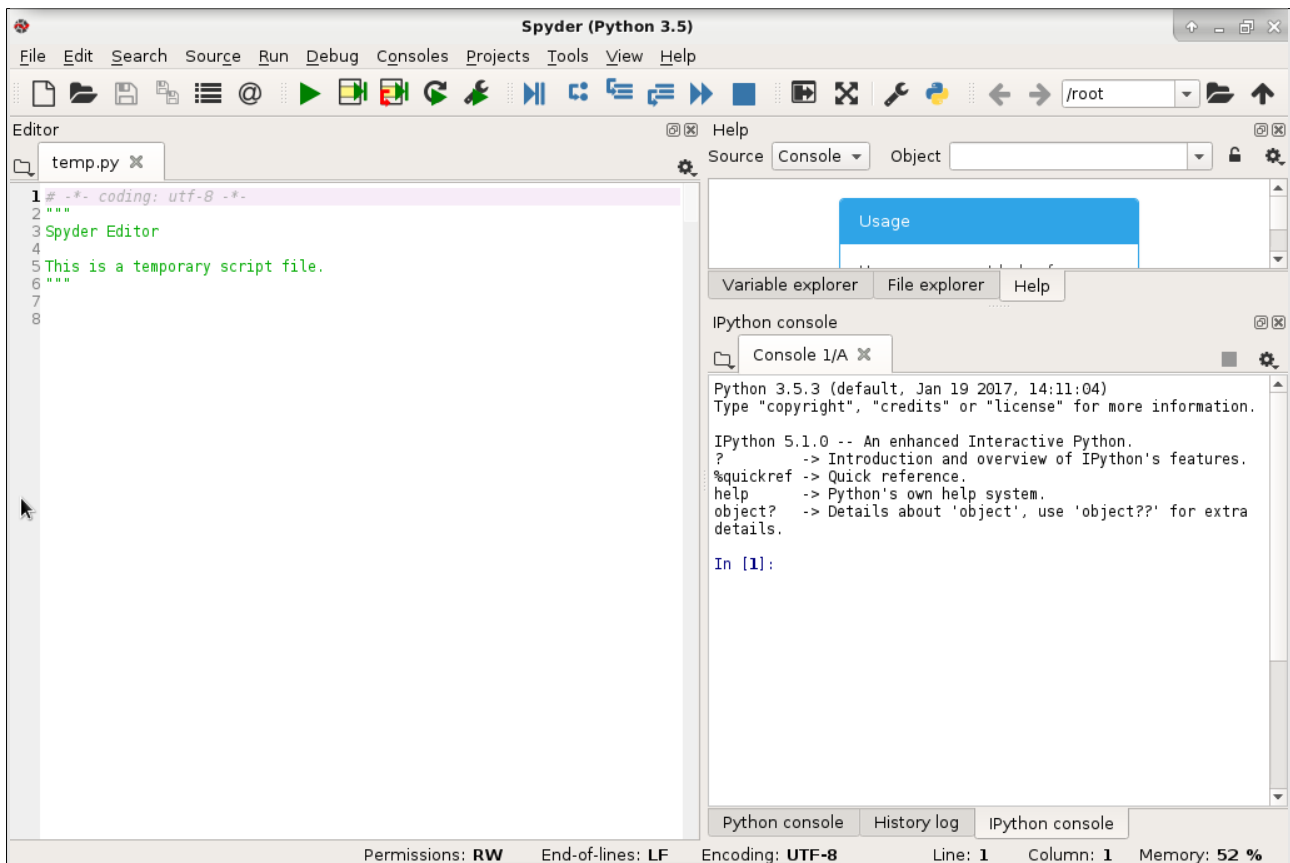 Spyder (Python 3.5)
File Edit Search Source Run Debug Consoles Projects Tools View Help
/root
Editor
temp.py
1 # -*- coding: utf-8 -*-
2 """
3 Spyder Editor
4
5 This is a temporary script file.
6 """
7
8
Help
Source Console Object
Usage
Variable explorer File explorer Help
IPython console
Console 1/A
Python 3.5.3 (default, Jan 19 2017, 14:11:04)
Type "copyright", "credits" or "license" for more information.
IPython 5.1.0 -- An enhanced Interactive Python.
? -> Introduction and overview of IPython's features.
%quickref -> Quick reference.
help -> Python's own help system.
object? -> Details about 'object', use 'object??' for extra
details.
In [1]:
Python console History log IPython console
Permissions: RW End-of-lines: LF Encoding: UTF-8 Line: 1 Column: 1 Memory: 52 %